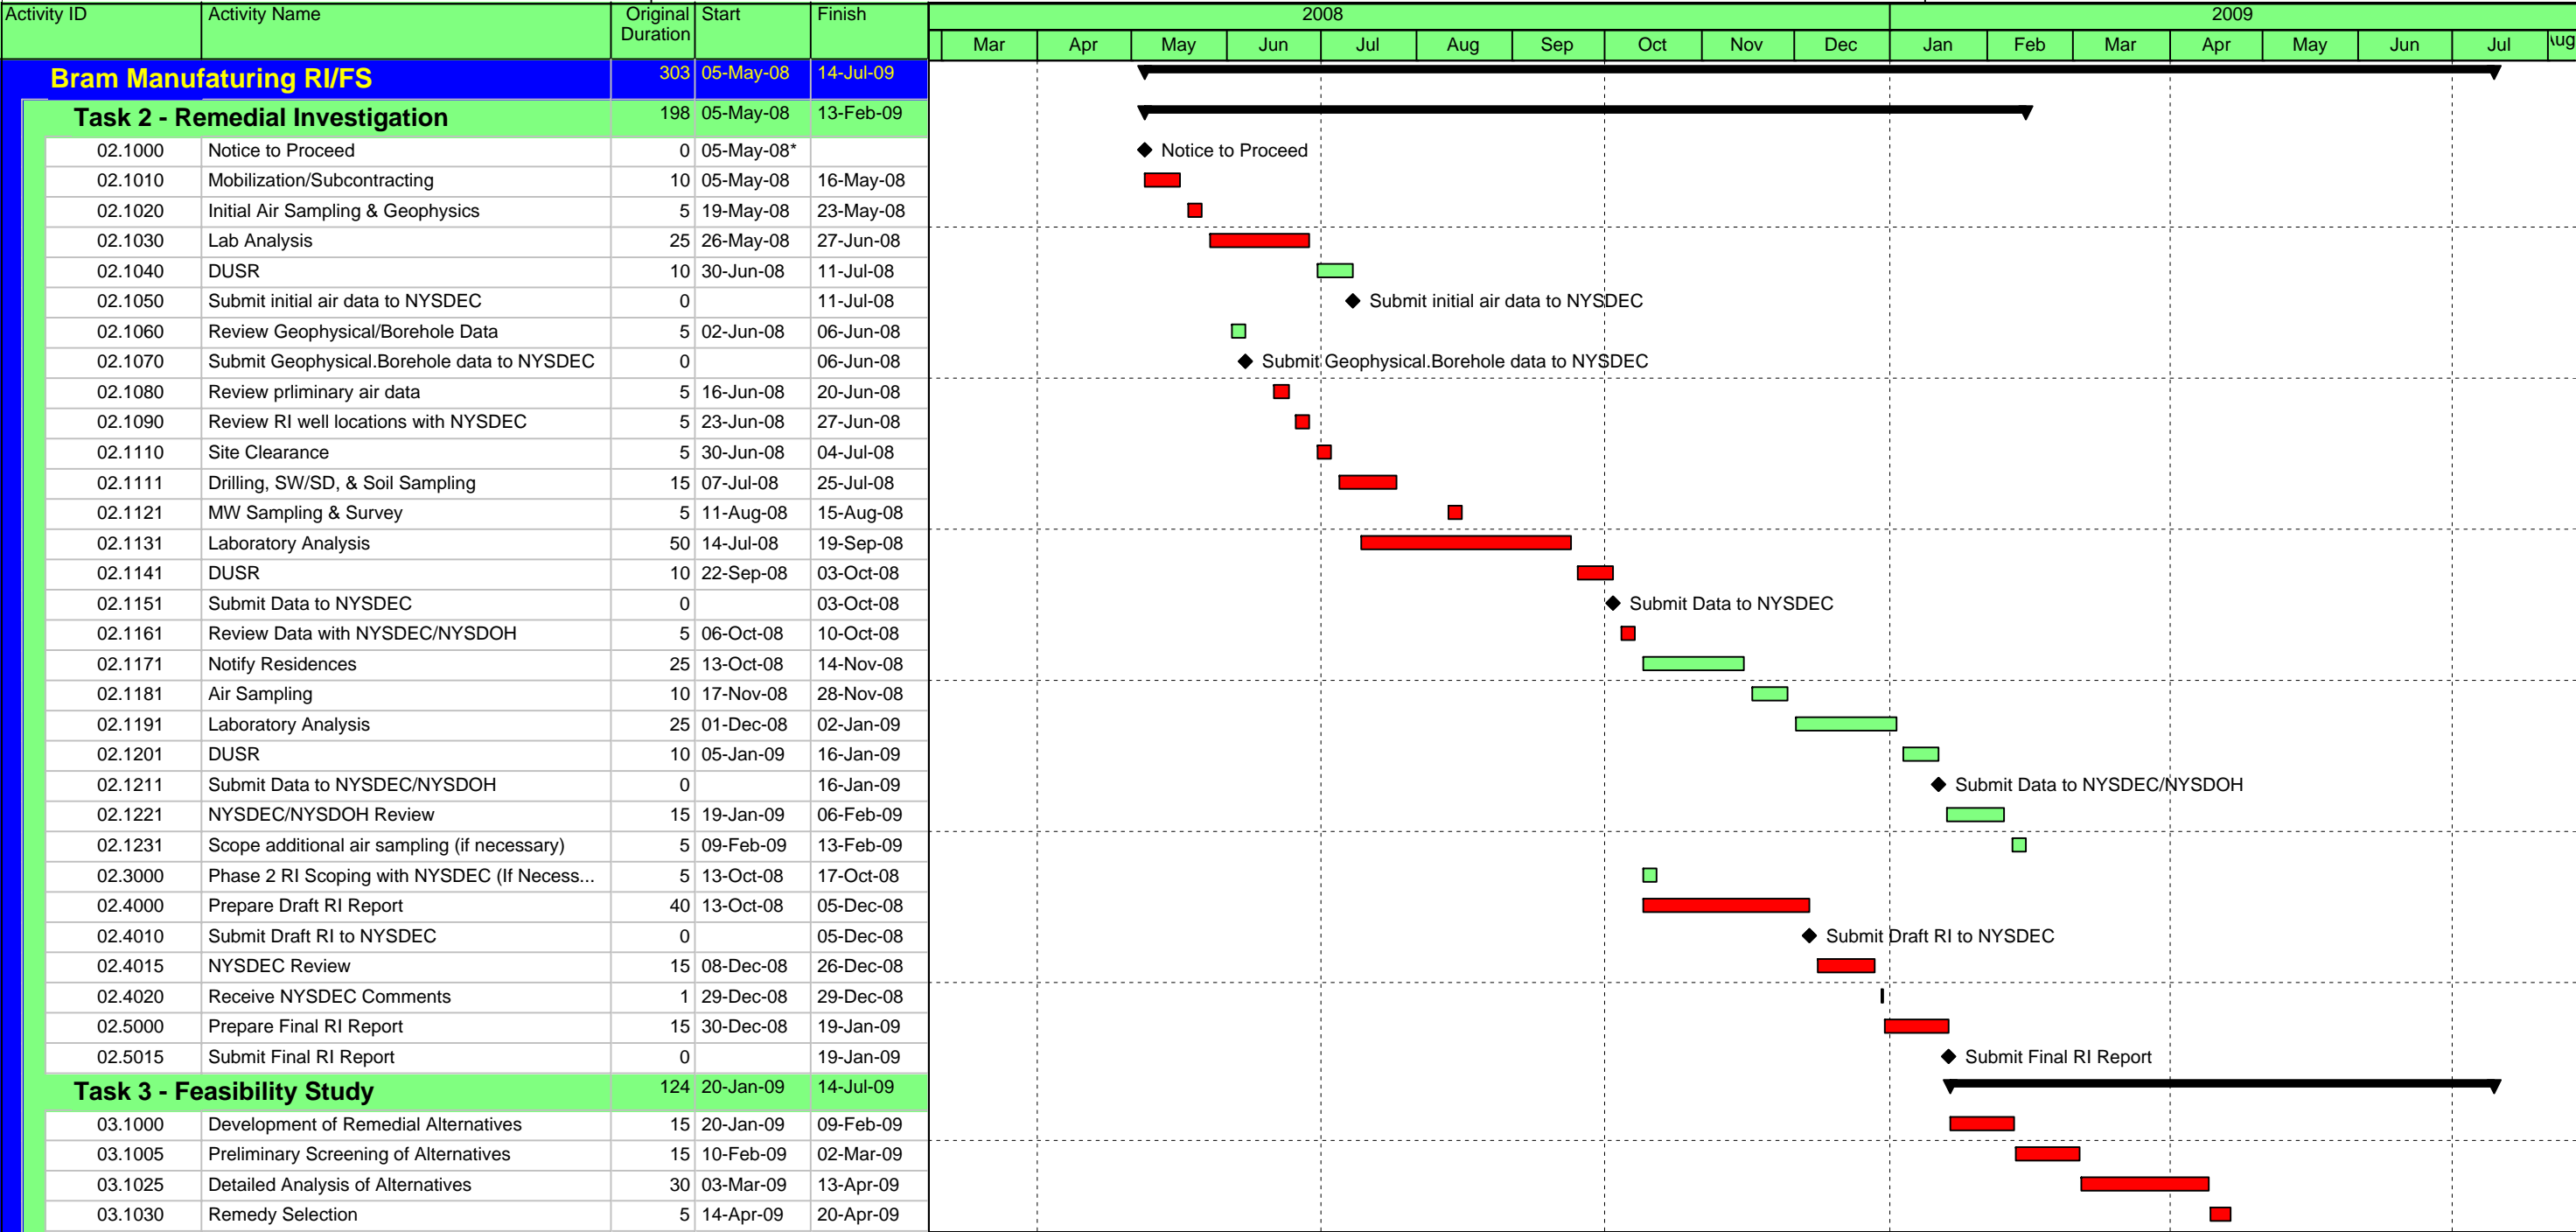 Activity ID Activity Name Original Duration Start Finish 2008 2009
Mar Apr May Jun Jul Aug Sep Oct Nov Dec Jan Feb Mar Apr May Jun Jul
Bram Manufaturing RI/FS 303 05-May-08 14-Jul-09
Task 2 - Remedial Investigation 198 05-May-08 13-Feb-09
02.1000 Notice to Proceed 0 05-May-08* Notice to Proceed
02.1010 Mobilization/Subcontracting 10 05-May-08 16-May-08
02.1020 Initial Air Sampling & Geophysics 5 19-May-08 23-May-08
02.1030 Lab Analysis 25 26-May-08 27-Jun-08
02.1040 DUSR 10 30-Jun-08 11-Jul-08
02.1050 Submit initial air data to NYSDEC 0 11-Jul-08 Submit initial air data to NYSDEC
02.1060 Review Geophysical/Borehole Data 5 02-Jun-08 06-Jun-08
02.1070 Submit Geophysical.Borehole data to NYSDEC 0 06-Jun-08 Submit Geophysical.Borehole data to NYSDEC
02.1080 Review prliminary air data 5 16-Jun-08 20-Jun-08
02.1090 Review RI well locations with NYSDEC 5 23-Jun-08 27-Jun-08
02.1110 Site Clearance 5 30-Jun-08 04-Jul-08
02.1111 Drilling, SW/SD, & Soil Sampling 15 07-Jul-08 25-Jul-08
02.1121 MW Sampling & Survey 5 11-Aug-08 15-Aug-08
02.1131 Laboratory Analysis 50 14-Jul-08 19-Sep-08
02.1141 DUSR 10 22-Sep-08 03-Oct-08
02.1151 Submit Data to NYSDEC 0 03-Oct-08 Submit Data to NYSDEC
02.1161 Review Data with NYSDEC/NYSDOH 5 06-Oct-08 10-Oct-08
02.1171 Notify Residences 25 13-Oct-08 14-Nov-08
02.1181 Air Sampling 10 17-Nov-08 28-Nov-08
02.1191 Laboratory Analysis 25 01-Dec-08 02-Jan-09
02.1201 DUSR 10 05-Jan-09 16-Jan-09
02.1211 Submit Data to NYSDEC/NYSDOH 0 16-Jan-09 Submit Data to NYSDEC/NYSDOH
02.1221 NYSDEC/NYSDOH Review 15 19-Jan-09 06-Feb-09
02.1231 Scope additional air sampling (if necessary) 5 09-Feb-09 13-Feb-09
02.3000 Phase 2 RI Scoping with NYSDEC (If Necess... 5 13-Oct-08 17-Oct-08
02.4000 Prepare Draft RI Report 40 13-Oct-08 05-Dec-08
02.4010 Submit Draft RI to NYSDEC 0 05-Dec-08 Submit Draft RI to NYSDEC
02.4015 NYSDEC Review 15 08-Dec-08 26-Dec-08
02.4020 Receive NYSDEC Comments 1 29-Dec-08 29-Dec-08
02.5000 Prepare Final RI Report 15 30-Dec-08 19-Jan-09
02.5015 Submit Final RI Report 0 19-Jan-09 Submit Final RI Report
Task 3 - Feasibility Study 124 20-Jan-09 14-Jul-09
03.1000 Development of Remedial Alternatives 15 20-Jan-09 09-Feb-09
03.1005 Preliminary Screening of Alternatives 15 10-Feb-09 02-Mar-09
03.1025 Detailed Analysis of Alternatives 30 03-Mar-09 13-Apr-09
03.1030 Remedy Selection 5 14-Apr-09 20-Apr-09